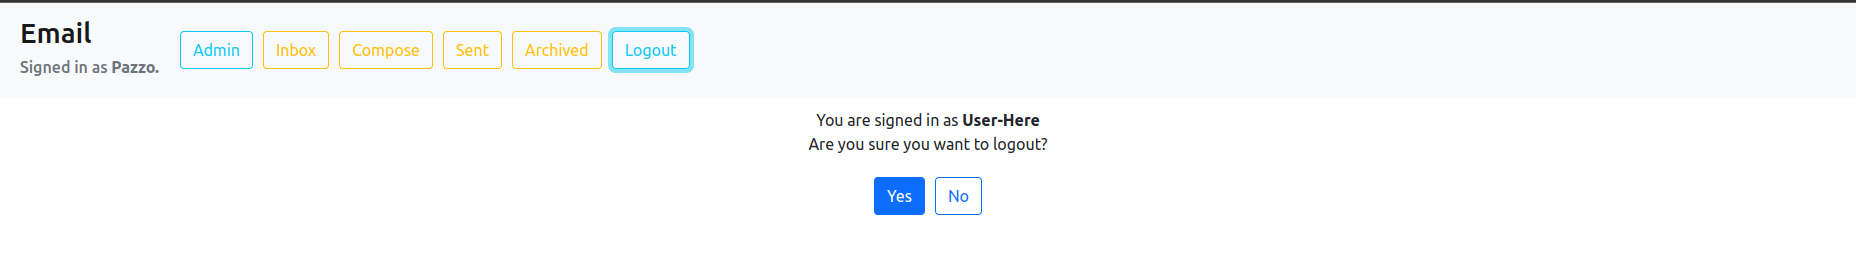 Email
Signed in as Pazzo.
Admin
Inbox
Compose
Sent
Archived
Logout
You are signed in as User-Here
Are you sure you want to logout?
Yes
No